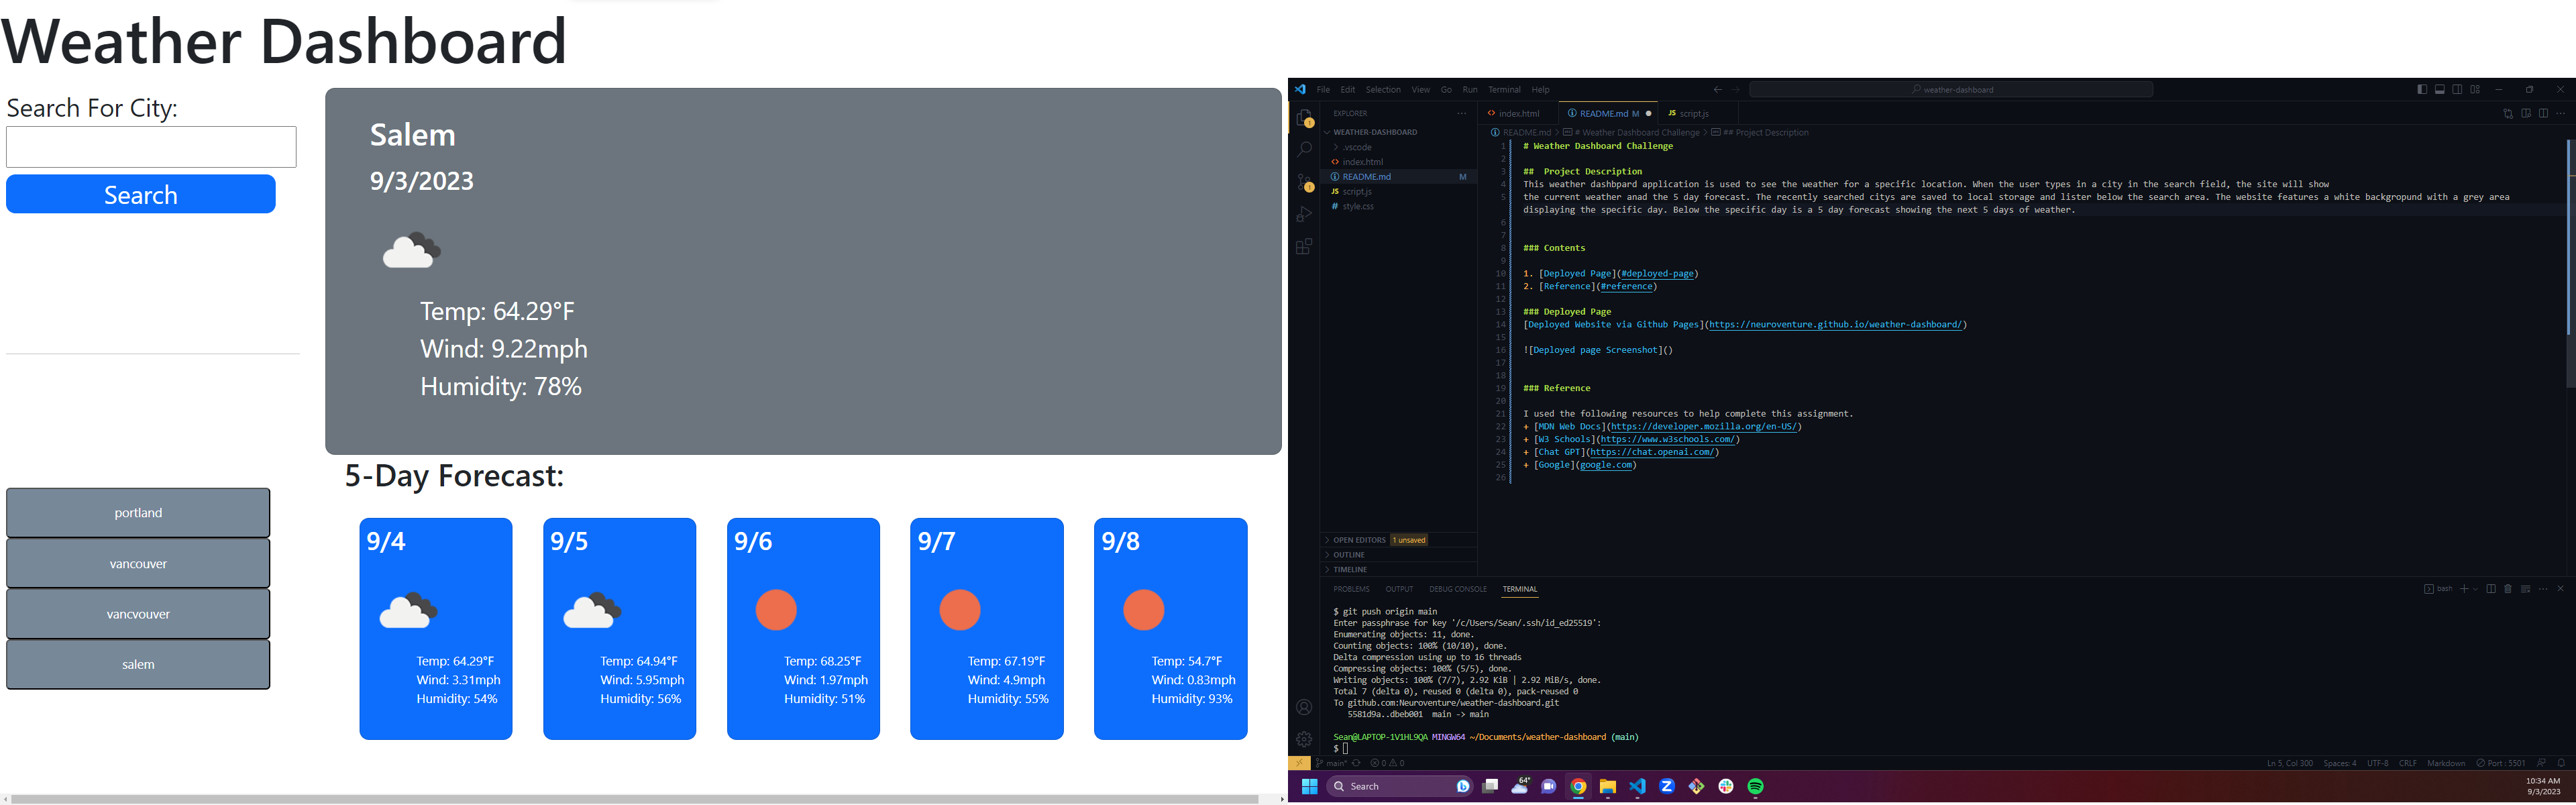 Weather Dashboard
Search For City:
Search
portland
vancouver
vancvouver
salem
Salem
9/3/2023
Temp: 64.29°F
Wind: 9.22mph
Humidity: 78%
5-Day Forecast:
9/4
Temp: 64.29°F
Wind: 3.31mph
Humidity: 54%
9/5
Temp: 64.94°F
Wind: 5.95mph
Humidity: 56%
9/6
Temp: 68.25°F
Wind: 1.97mph
Humidity: 51%
9/7
Temp: 67.19°F
Wind: 4.9mph
Humidity: 55%
9/8
Temp: 54.7°F
Wind: 0.83mph
Humidity: 93%
File Edit Selection View Go Run Terminal Help
weather-dashboard
EXPLORER
WEATHER-DASHBOARD
.vscode
index.html
README.md M
script.js
style.css
OPEN EDITORS 1 unsaved
OUTLINE
TIMELINE
index.html README.md M script.js
README.md > # Weather Dashboard Challenge > ## Project Description
1 # Weather Dashboard Challenge
2
3 ##  Project Description
4 This weather dashbpard application is used to see the weather for a specific location. When the user types in a city in the search field, the site will show
5 the current weather anad the 5 day forecast. The recently searched citys are saved to local storage and lister below the search area. The website features a white backgropund with a grey area
displaying the specific day. Below the specific day is a 5 day forecast showing the next 5 days of weather.
6
7
8 ### Contents
9
10 1. [Deployed Page](#deployed-page)
11 2. [Reference](#reference)
12
13 ### Deployed Page
14 [Deployed Website via Github Pages](https://neuroventure.github.io/weather-dashboard/)
15
16 ![Deployed page Screenshot]()
17
18
19 ### Reference
20
21 I used the following resources to help complete this assignment.
22 + [MDN Web Docs](https://developer.mozilla.org/en-US/)
23 + [W3 Schools](https://www.w3schools.com/)
24 + [Chat GPT](https://chat.openai.com/)
25 + [Google](google.com)
26
PROBLEMS OUTPUT DEBUG CONSOLE TERMINAL
bash
$ git push origin main
Enter passphrase for key '/c/Users/Sean/.ssh/id_ed25519':
Enumerating objects: 11, done.
Counting objects: 100% (10/10), done.
Delta compression using up to 16 threads
Compressing objects: 100% (5/5), done.
Writing objects: 100% (7/7), 2.92 KiB | 2.92 MiB/s, done.
Total 7 (delta 0), reused 0 (delta 0), pack-reused 0
To github.com:Neuroventure/weather-dashboard.git
5581d9a..dbeb001  main -> main
Sean@LAPTOP-1V1HL9QA MINGW64 ~/Documents/weather-dashboard (main)
$
main* 0 0
Ln 5, Col 300 Spaces: 4 UTF-8 CRLF Markdown Port : 5501
Search
64°
10:34 AM
9/3/2023